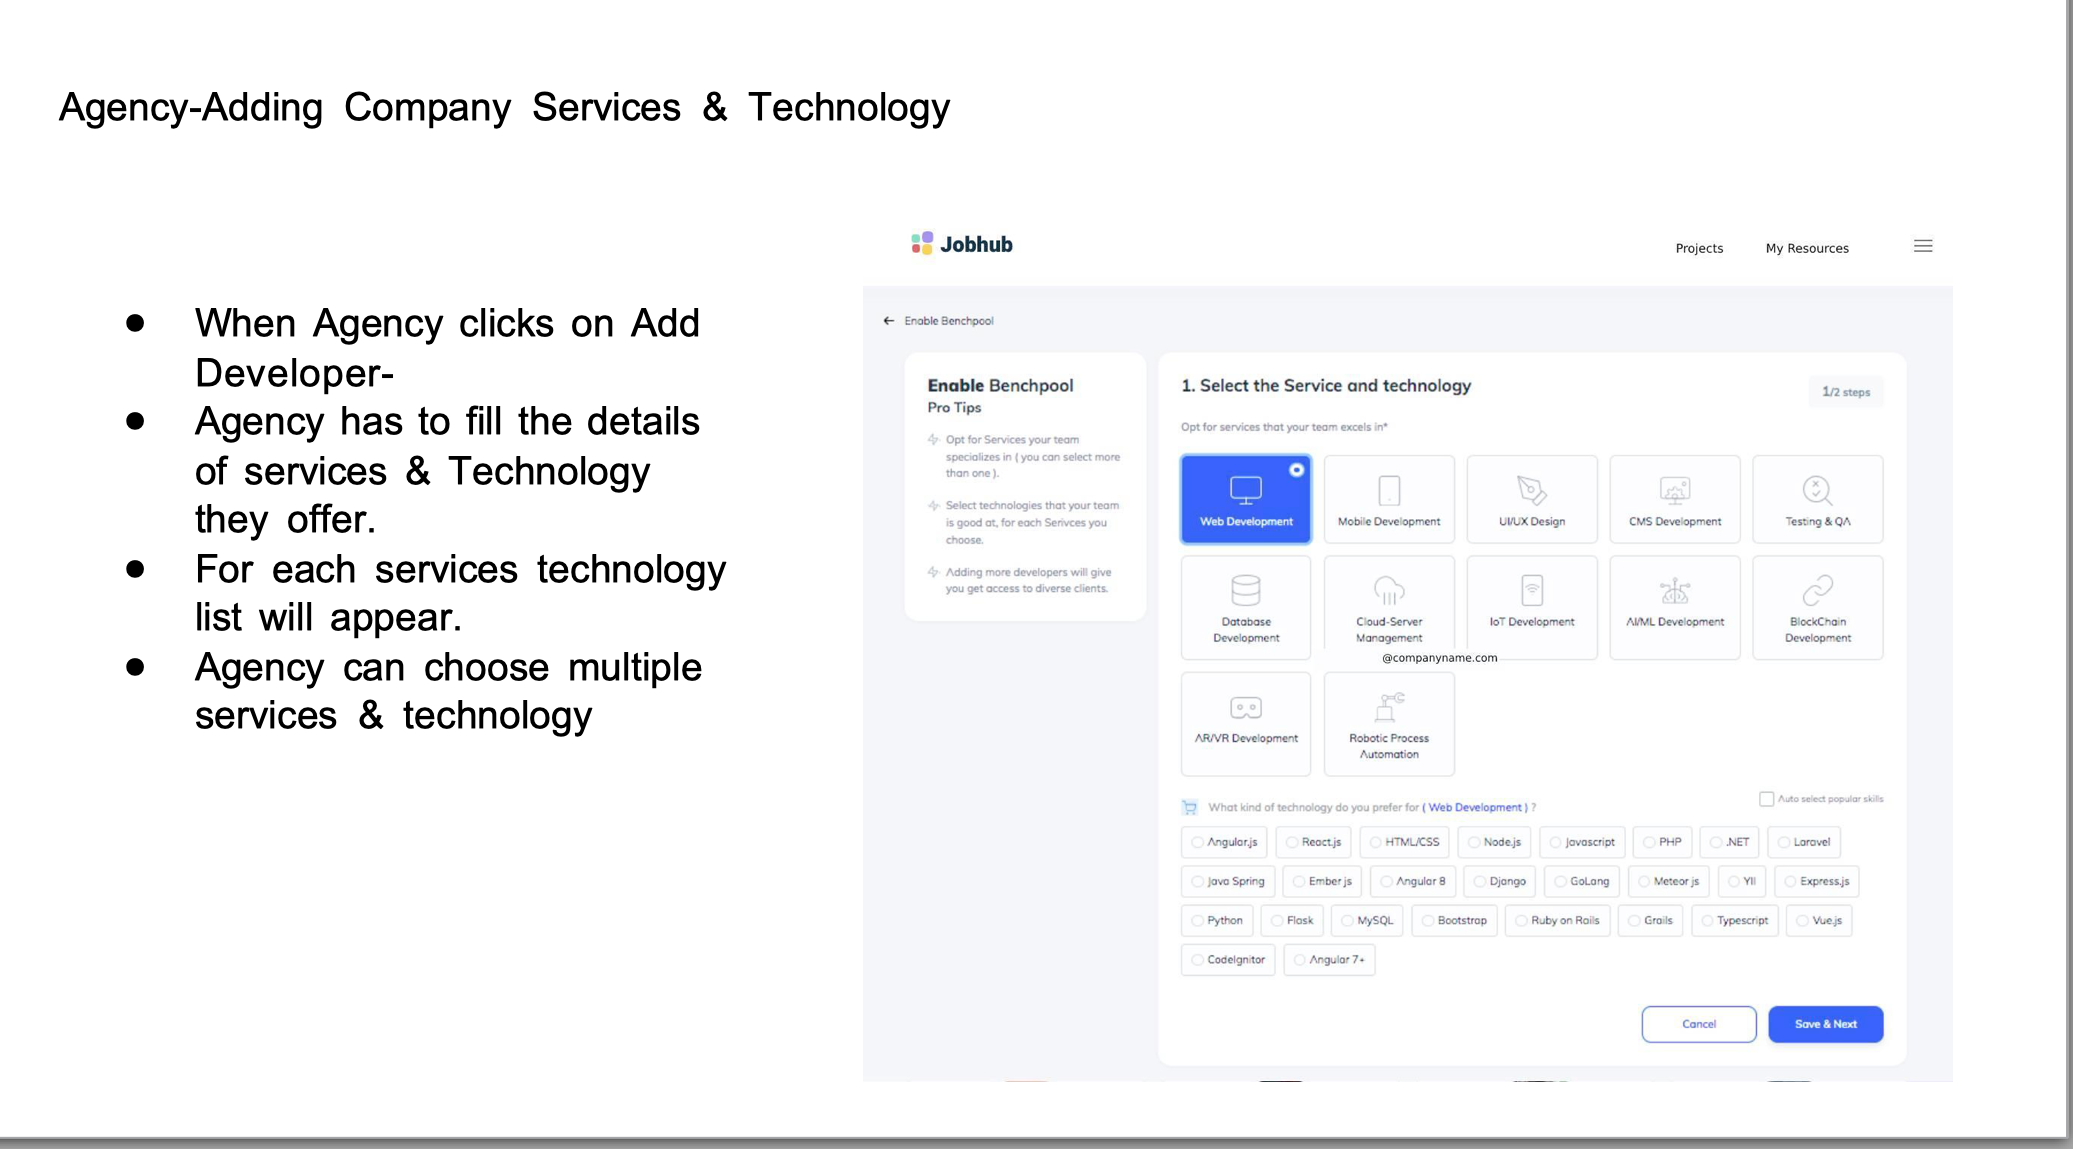 Agency-Adding Company Services & Technology
● When Agency clicks on Add
Developer-
● Agency has to fill the details
of services & Technology
they offer.
● For each services technology
list will appear.
● Agency can choose multiple
services & technology
Jobhub
Projects My Resources
← Enable Benchpool
Enable Benchpool
Pro Tips
Opt for Services your team
specializes in ( you can select more
than one ).
Select technologies that your team
is good at, for each Serivces you
choose.
Adding more developers will give
you get access to diverse clients.
1. Select the Service and technology
1/2 steps
Opt for services that your team excels in*
Web Development
Mobile Development
UI/UX Design
CMS Development
Testing & QA
Database
Development
Cloud-Server
Management
IoT Development
AI/ML Development
BlockChain
Development
@companyname.com
AR/VR Development
Robotic Process
Automation
What kind of technology do you prefer for ( Web Development ) ?
Auto select popular skills
Angular.js React.js HTML/CSS Node.js Javascript PHP .NET Laravel
Java Spring Ember js Angular 8 Django GoLang Meteor js YII Express.js
Python Flask MySQL Bootstrap Ruby on Rails Grails Typescript Vue.js
CodeIgnitor Angular 7+
Cancel Save & Next